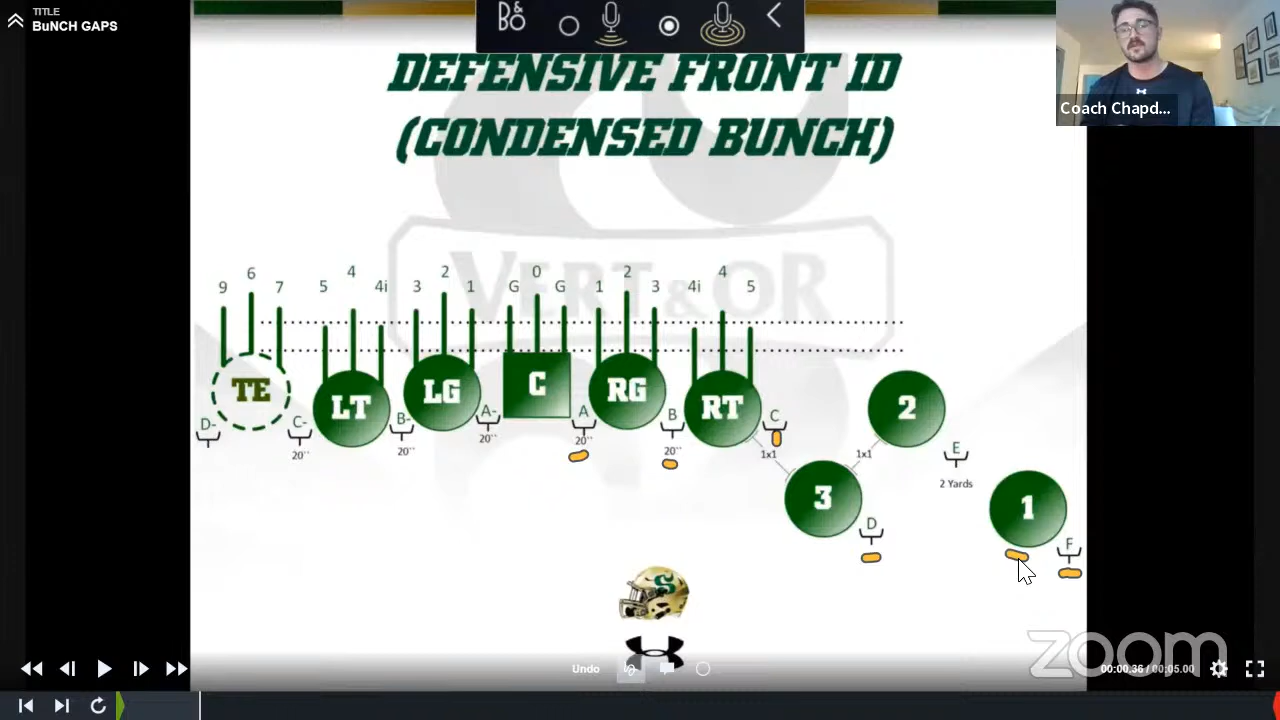 TITLE
BuNCH GAPS
B&O
Coach Chapd...
DEFENSIVE FRONT ID
(CONDENSED BUNCH)
VERT & OR
9 6 7 5 4 4i 3 2 1 G 0 G 1 2 3 4i 4 5
TE LT LG C RG RT 2
D- C- B- A- A B C E
20'' 20'' 20'' 20'' 20'' 1x1 1x1 2 Yards
3 1
D F
S
Undo
zoom
00:00.36 / 00:05.00